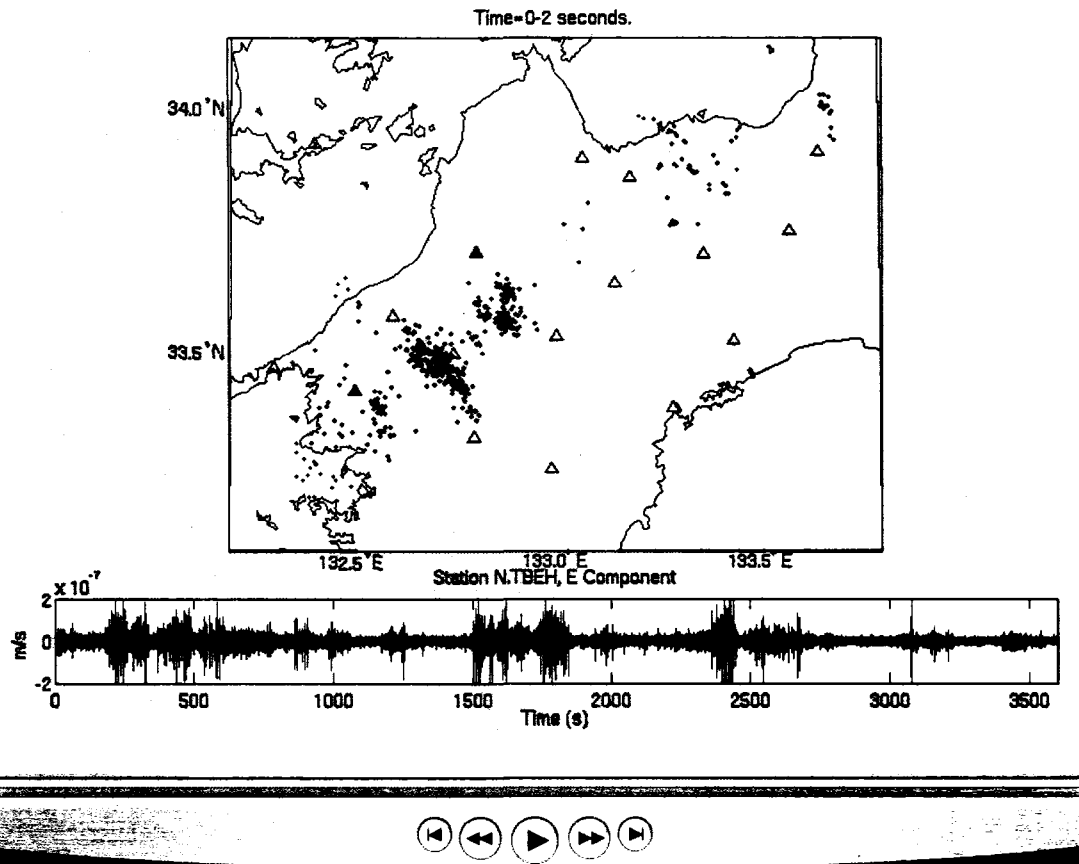 Time=0-2 seconds.
34.0°N
33.5°N
132.5°E 133.0°E 133.5°E
Station N.TBEH, E Component
x 10⁻⁷
2
0
-2
m/s
0 500 1000 1500 2000 2500 3000 3500
Time (s)